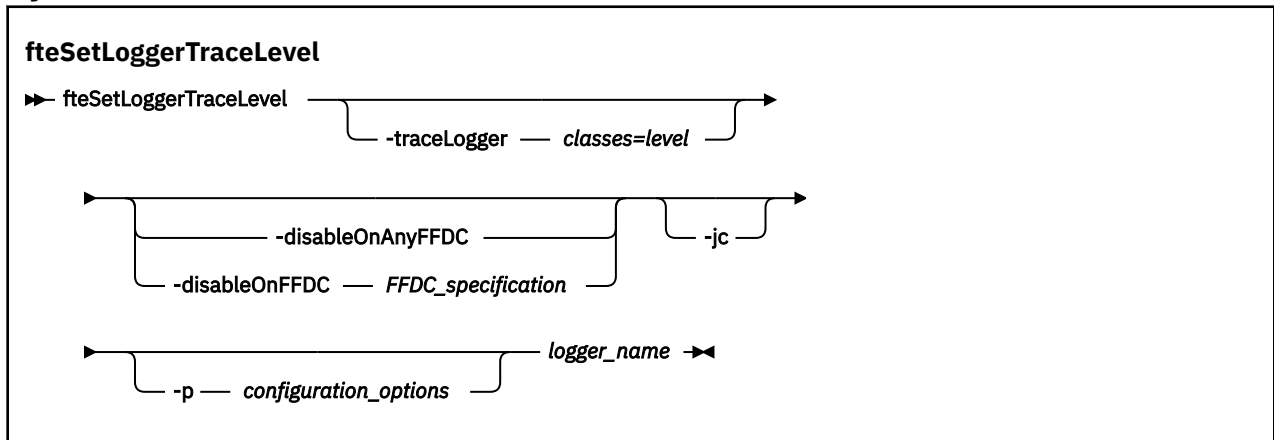 fteSetLoggerTraceLevel
fteSetLoggerTraceLevel
-traceLogger classes=level
-disableOnAnyFFDC
-jc
-disableOnFFDC FFDC_specification
logger_name
-p configuration_options